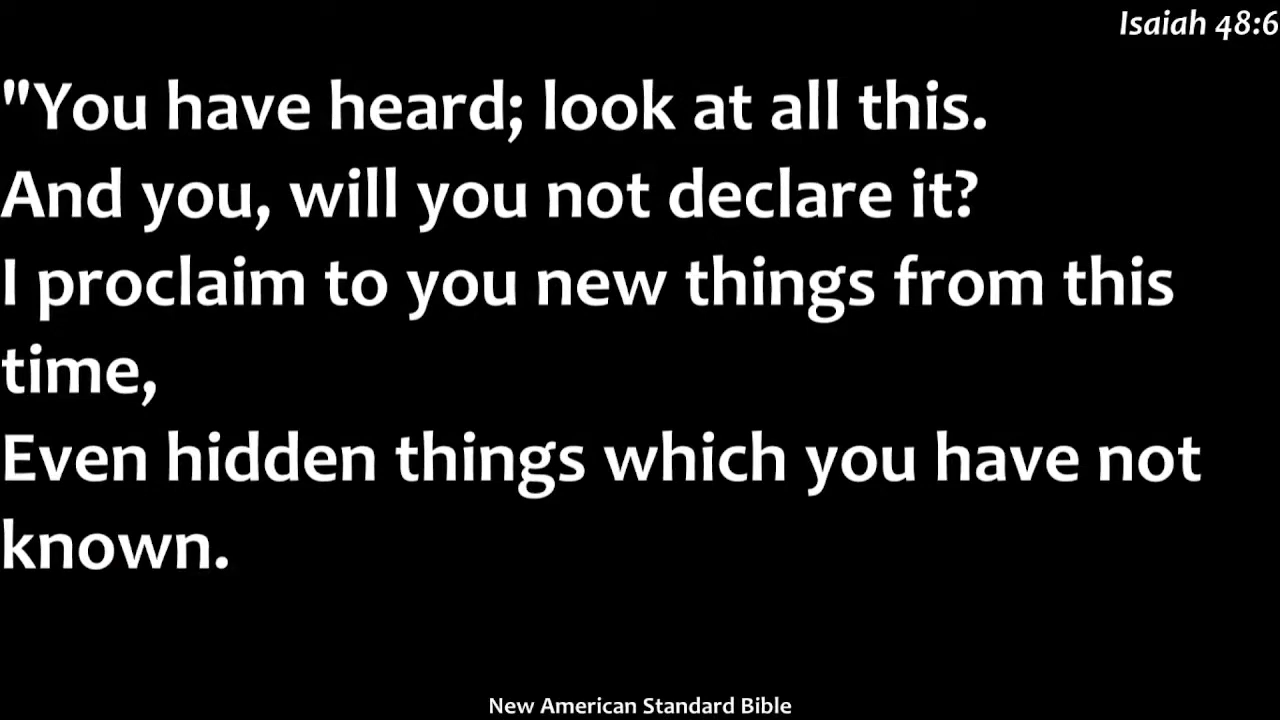 Isaiah 48:6
"You have heard; look at all this.
And you, will you not declare it?
I proclaim to you new things from this
time,
Even hidden things which you have not
known.
New American Standard Bible